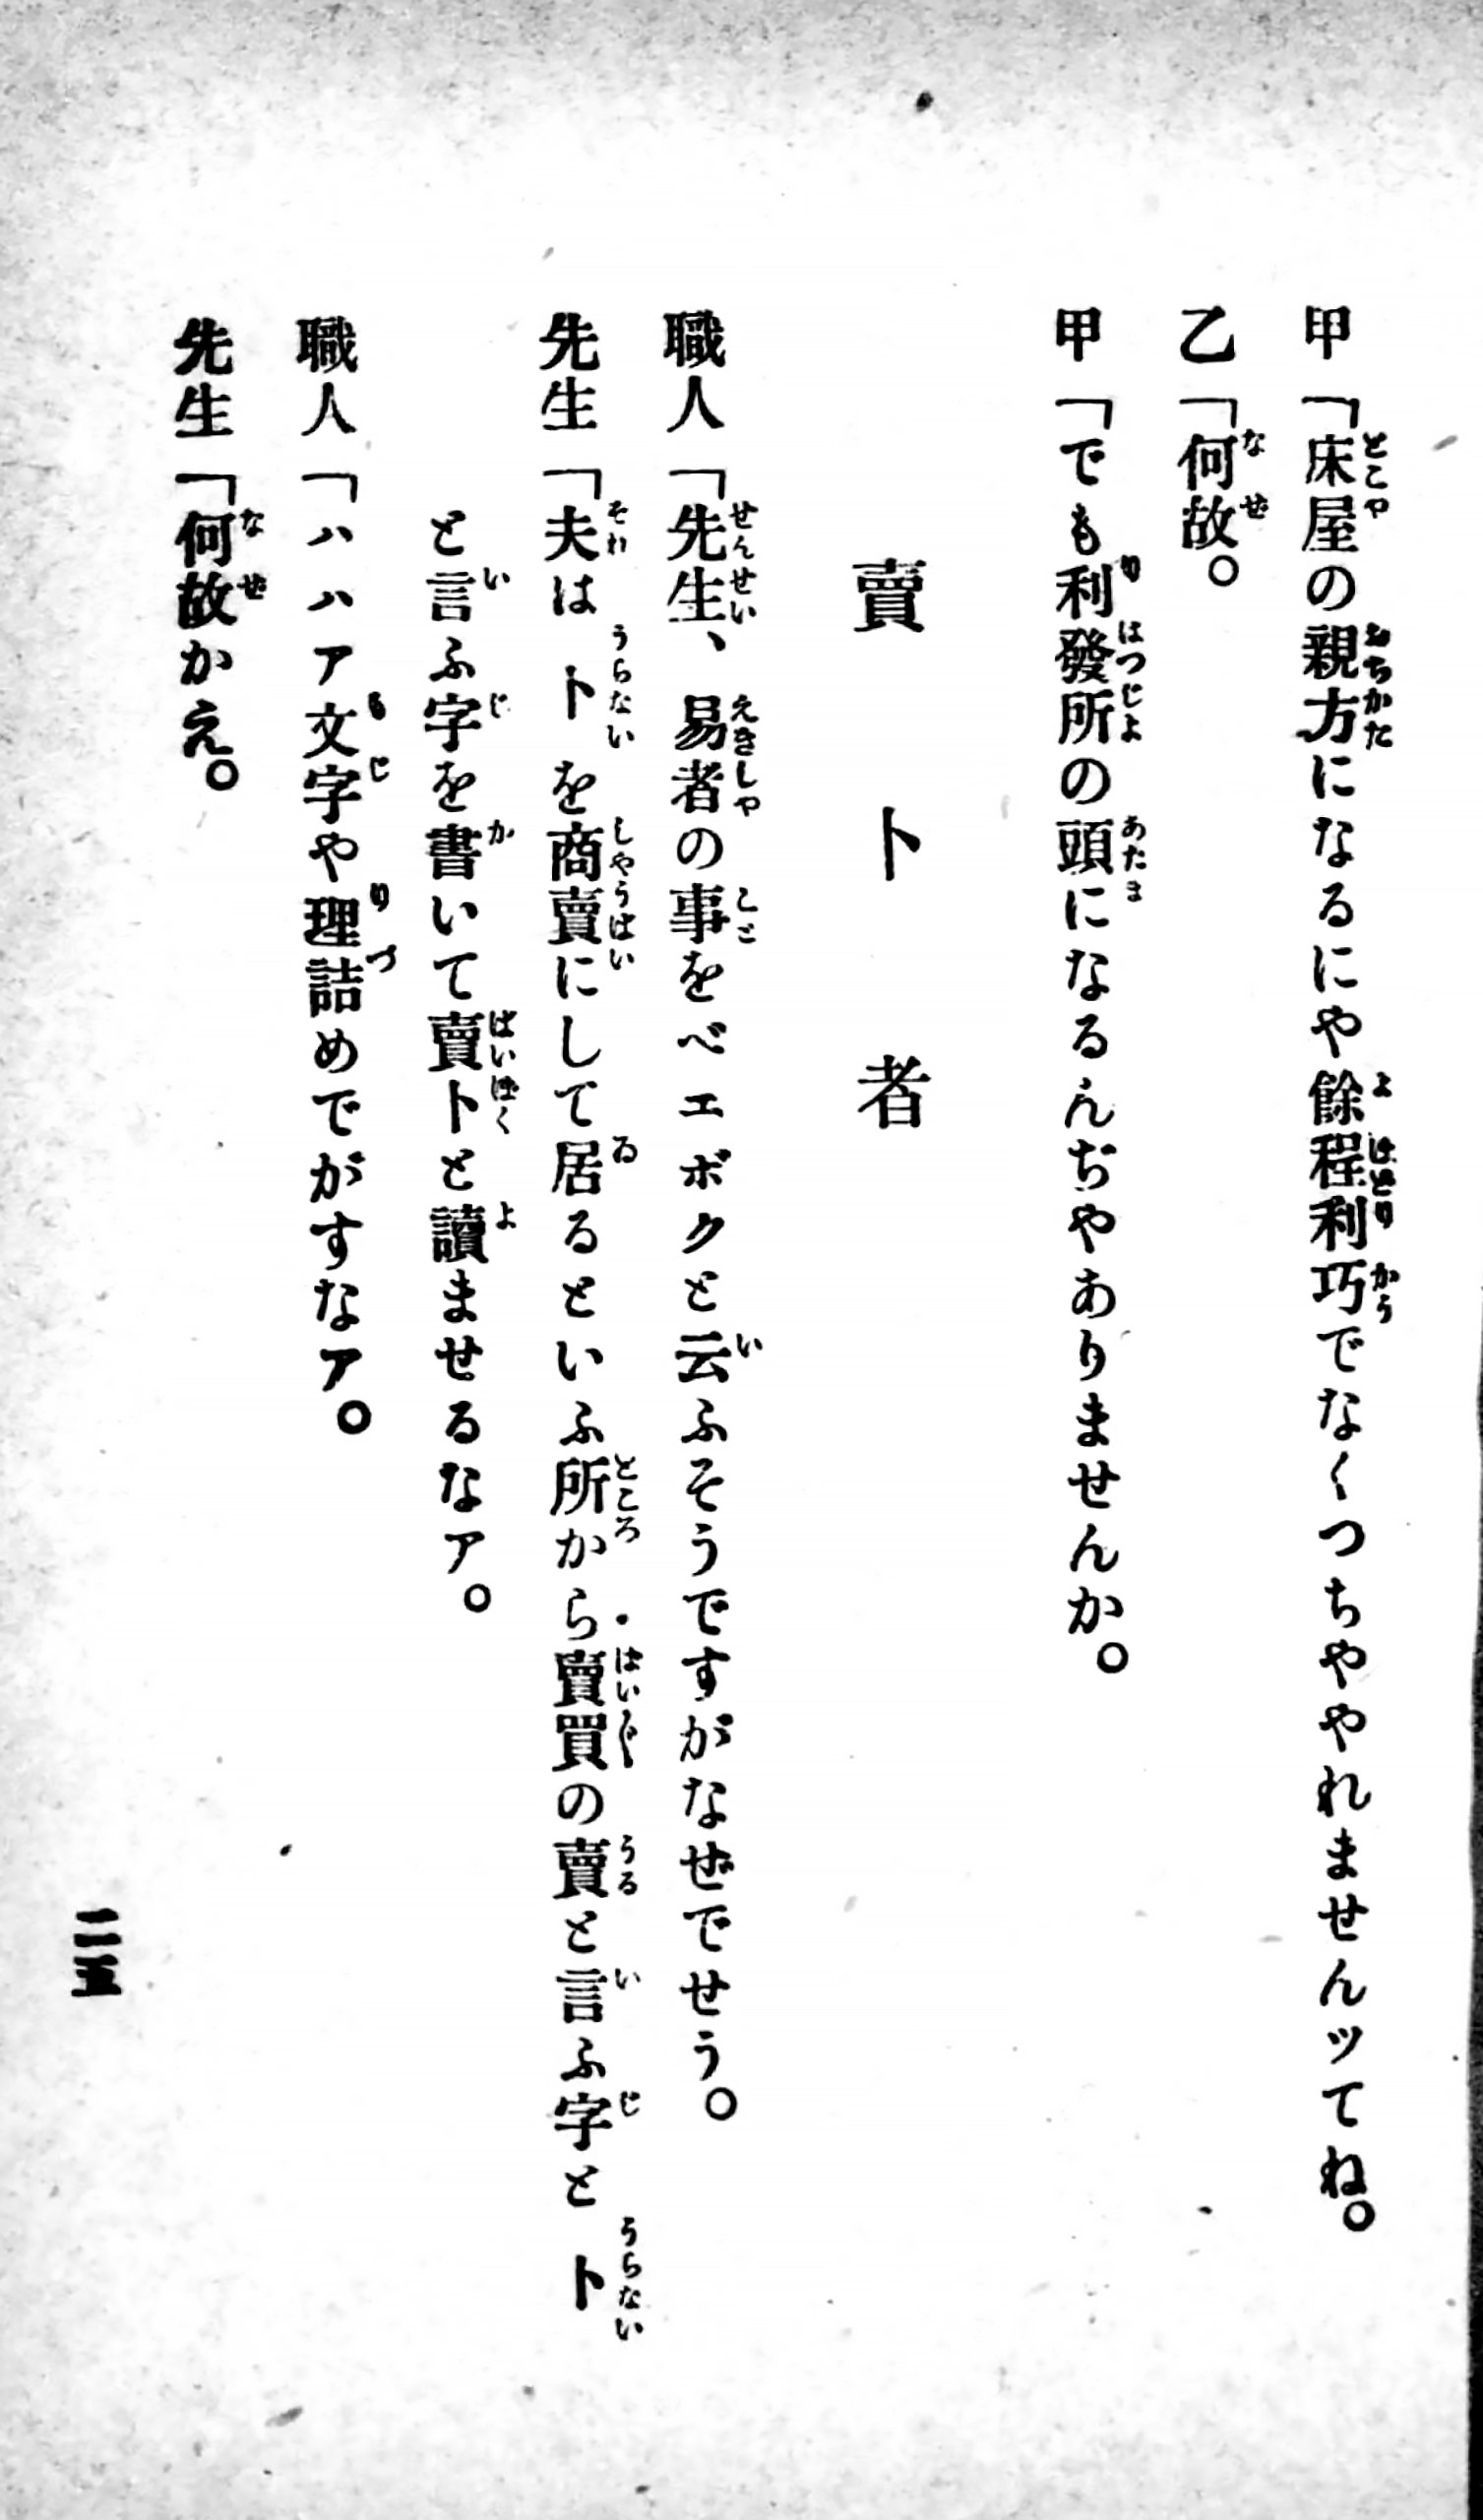 甲「床屋の親方になるにや餘程利巧でなくつちややれませんッてね。
乙「何故。
甲「でも利發所の頭になるんぢやありませんか。
賣卜者
職人「先生、易者の事をベエボクと云ふそうですがなぜでせう。
先生「夫は卜を商賣にして居るといふ所から賣買の賣と言ふ字と卜
と言ふ字を書いて賣卜と讀ませるなア。
職人「ハハア文字や理詰めでがすなア。
先生「何故かえ。
二五